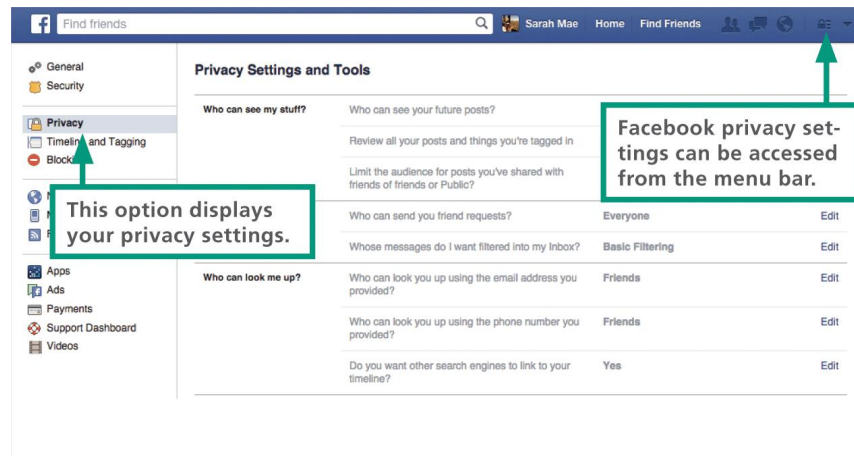 f Find friends Sarah Mae Home Find Friends
General
Security
Privacy
Timeline and Tagging
Apps
Ads
Payments
Support Dashboard
Videos
Privacy Settings and Tools
Who can see my stuff? Who can see your future posts?
Review all your posts and things you're tagged in
Limit the audience for posts you've shared with
friends of friends or Public?
Who can send you friend requests? Everyone Edit
Whose messages do I want filtered into my Inbox? Basic Filtering Edit
Who can look me up? Who can look you up using the email address you Friends Edit
provided?
Who can look you up using the phone number you Friends Edit
provided?
Do you want other search engines to link to your Yes Edit
timeline?
This option displays
your privacy settings.
Facebook privacy set-
tings can be accessed
from the menu bar.